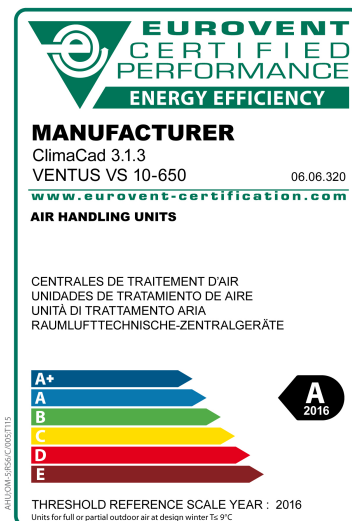 EUROVENT
CERTIFIED
PERFORMANCE
ENERGY EFFICIENCY
MANUFACTURER
ClimaCad 3.1.3
VENTUS VS 10-650 06.06.320
www.eurovent-certification.com
AIR HANDLING UNITS
CENTRALES DE TRAITEMENT D'AIR
UNIDADES DE TRATAMIENTO DE AIRE
UNITÀ DI TRATTAMENTO ARIA
RAUMLUFTTECHNISCHE-ZENTRALGERÄTE
A+
A
B
C
D
E
A
2016
AHU/OM-5;RS6/C/005;T115
THRESHOLD REFERENCE SCALE YEAR : 2016
Units for full or partial outdoor air at design winter T≤ 9°C